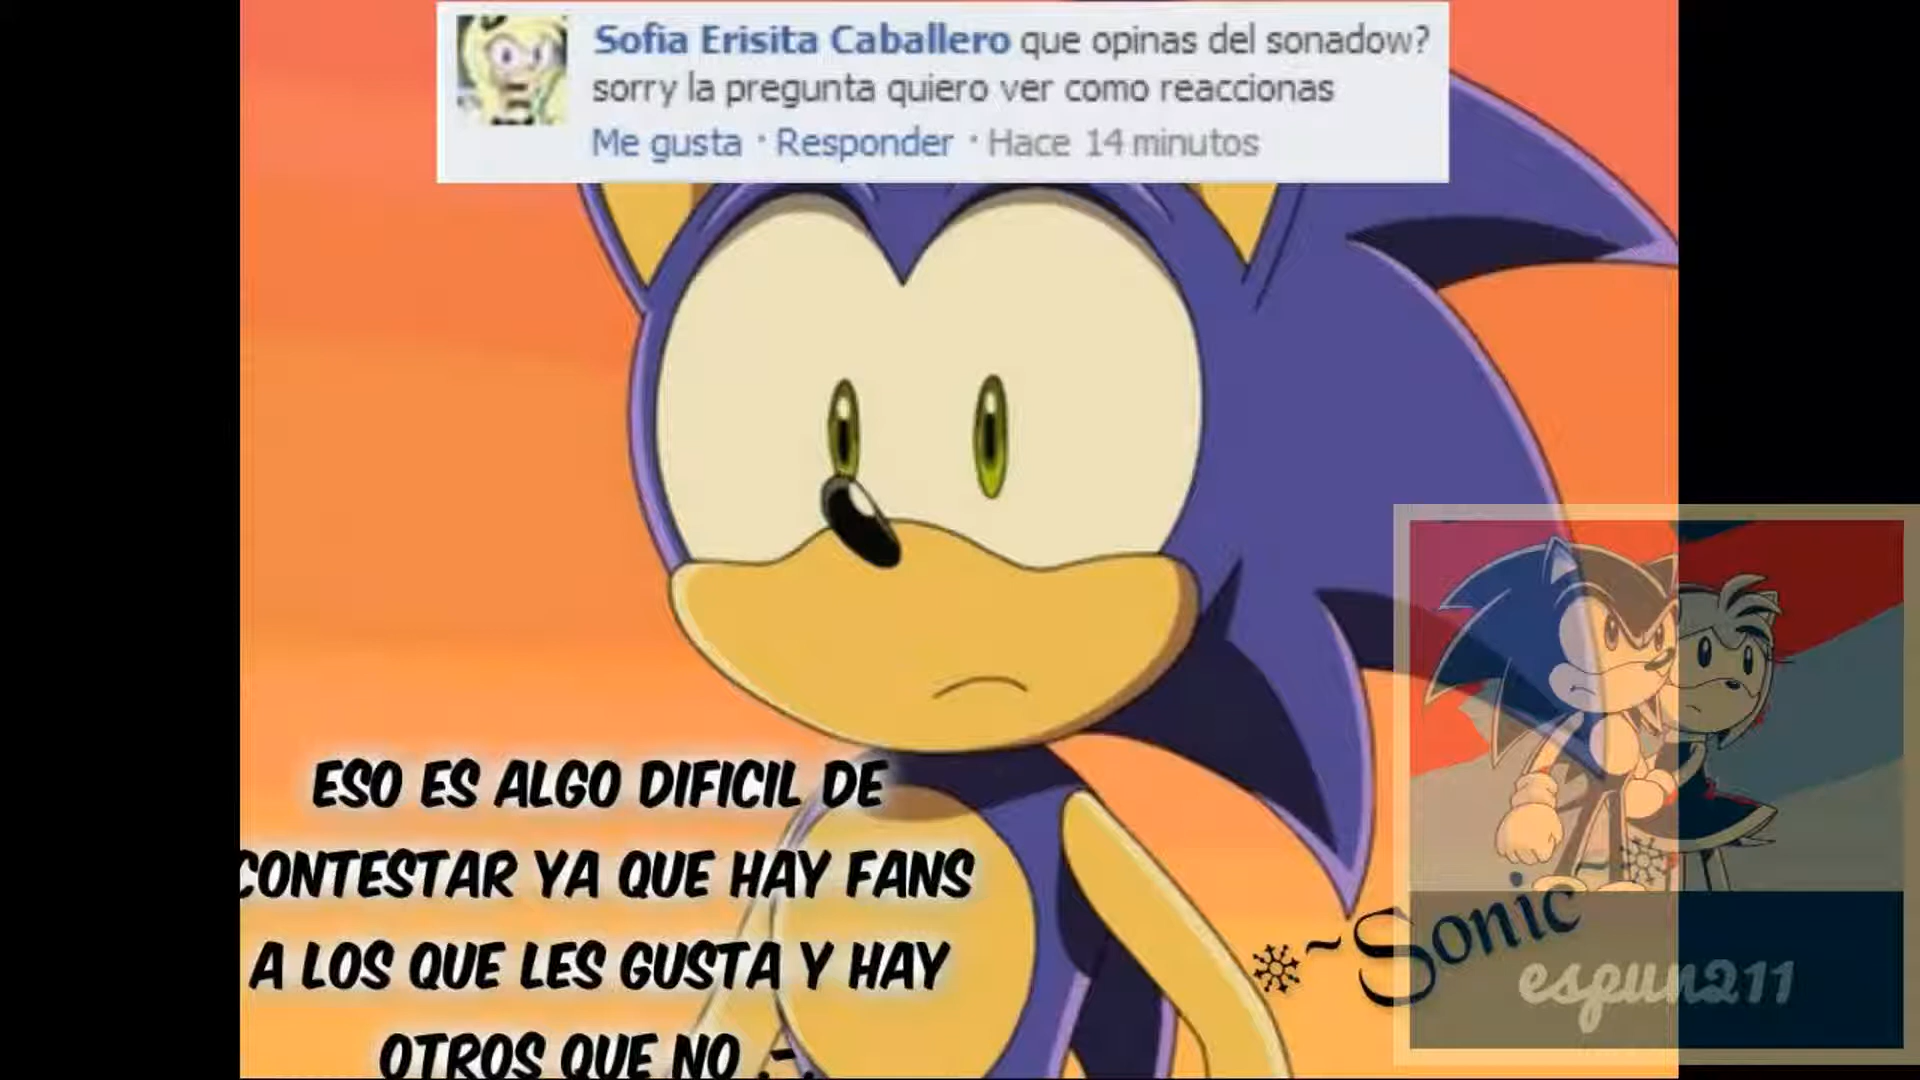 Sofia Erisita Caballero que opinas del sonadow?
sorry la pregunta quiero ver como reaccionas
Me gusta · Responder · Hace 14 minutos
ESO ES ALGO DIFICIL DE
CONTESTAR YA QUE HAY FANS
A LOS QUE LES GUSTA Y HAY
OTROS QUE NO .-.
~Sonic
espun211